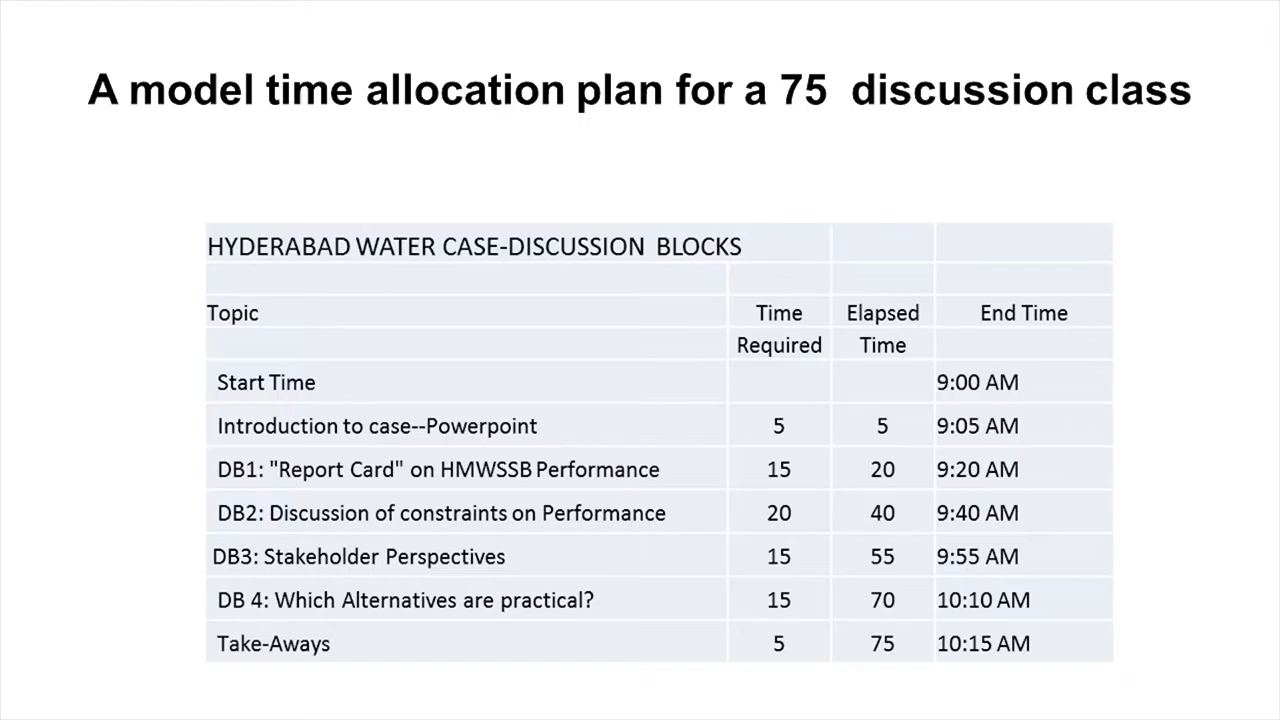 A model time allocation plan for a 75  discussion class
HYDERABAD WATER CASE-DISCUSSION  BLOCKS
Topic Time Elapsed End Time
Required Time
Start Time 9:00 AM
Introduction to case--Powerpoint 5 5 9:05 AM
DB1: "Report Card" on HMWSSB Performance 15 20 9:20 AM
DB2: Discussion of constraints on Performance 20 40 9:40 AM
DB3: Stakeholder Perspectives 15 55 9:55 AM
DB 4: Which Alternatives are practical? 15 70 10:10 AM
Take-Aways 5 75 10:15 AM